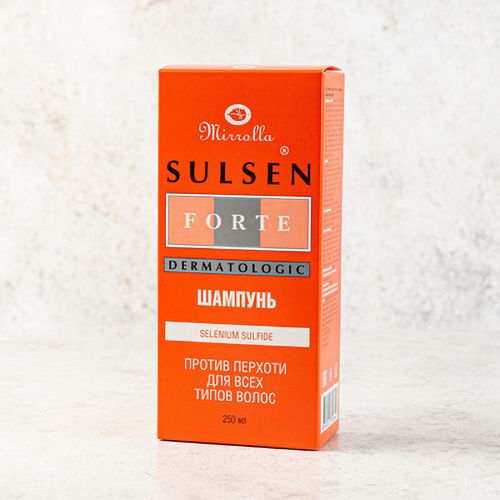 Mirrolla
SULSEN®
FORTE
DERMATOLOGIC
ШАМПУНЬ
SELENIUM SULFIDE
ПРОТИВ ПЕРХОТИ
ДЛЯ ВСЕХ
ТИПОВ ВОЛОС
250 мл